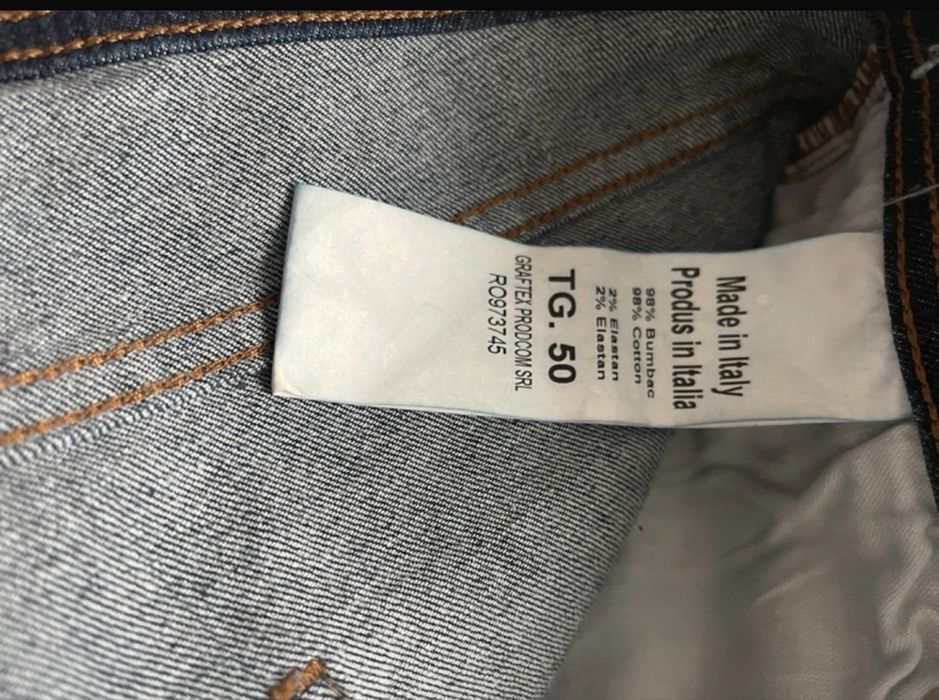 Made in Italy
Produs in Italia
98% Bumbac
98% Cotton
2% Elastan
2% Elastan
TG. 50
GRAFTEX PRODCOM SRL
RO973745